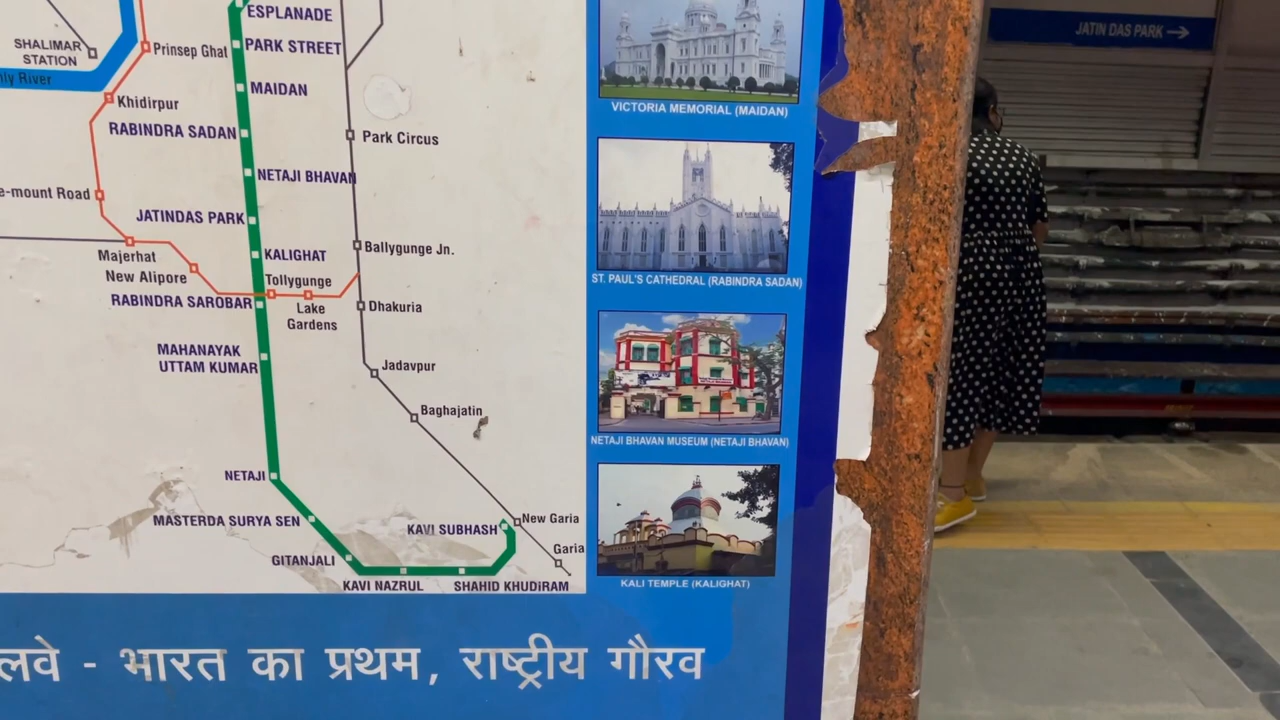 ESPLANADE
SHALIMAR
STATION
Prinsep Ghat
PARK STREET
River
MAIDAN
Khidirpur
RABINDRA SADAN
Park Circus
NETAJI BHAVAN
e-mount Road
JATINDAS PARK
Majerhat
KALIGHAT
Ballygunge Jn.
New Alipore
Tollygunge
RABINDRA SAROBAR
Lake
Gardens
Dhakuria
MAHANAYAK
UTTAM KUMAR
Jadavpur
Baghajatin
NETAJI
MASTERDA SURYA SEN
KAVI SUBHASH
New Garia
GITANJALI
Garia
KAVI NAZRUL
SHAHID KHUDIRAM
VICTORIA MEMORIAL (MAIDAN)
ST. PAUL'S CATHEDRAL (RABINDRA SADAN)
NETAJI BHAVAN MUSEUM (NETAJI BHAVAN)
KALI TEMPLE (KALIGHAT)
लवे - भारत का प्रथम, राष्ट्रीय गौरव
JATIN DAS PARK →